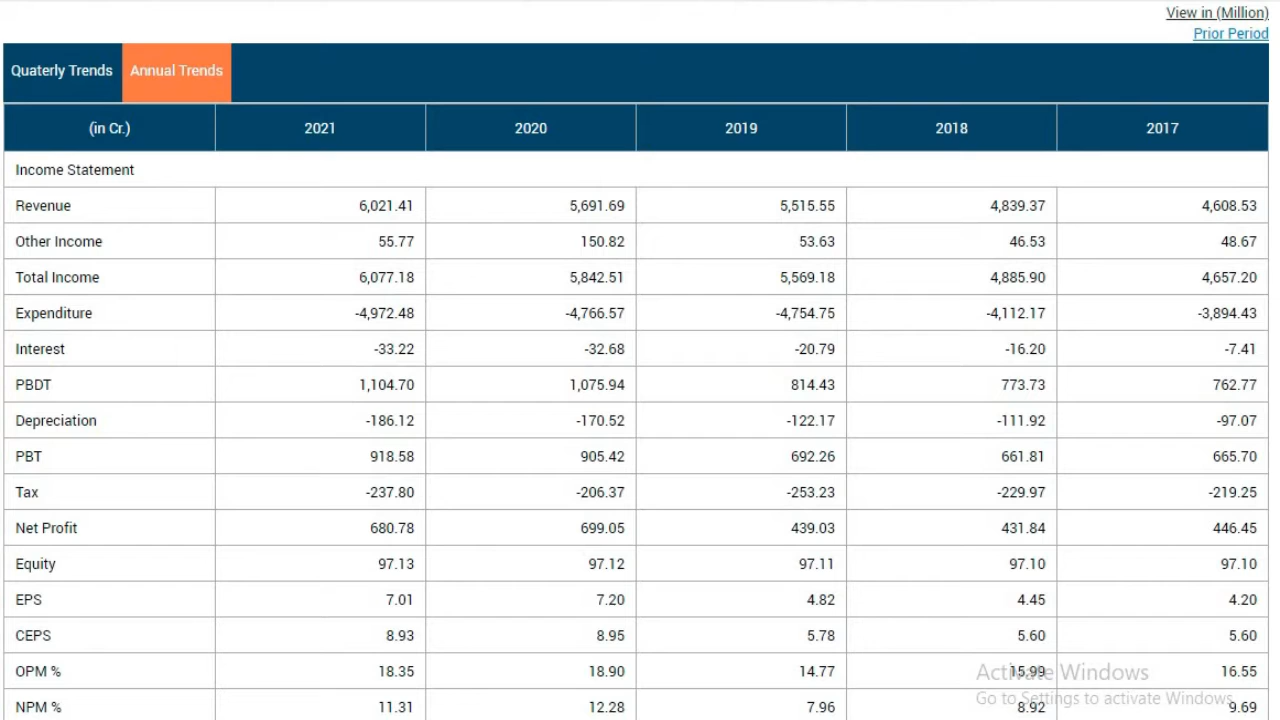 View in (Million)
Prior Period
Quaterly Trends Annual Trends
(in Cr.) 2021 2020 2019 2018 2017
Income Statement
Revenue 6,021.41 5,691.69 5,515.55 4,839.37 4,608.53
Other Income 55.77 150.82 53.63 46.53 48.67
Total Income 6,077.18 5,842.51 5,569.18 4,885.90 4,657.20
Expenditure -4,972.48 -4,766.57 -4,754.75 -4,112.17 -3,894.43
Interest -33.22 -32.68 -20.79 -16.20 -7.41
PBDT 1,104.70 1,075.94 814.43 773.73 762.77
Depreciation -186.12 -170.52 -122.17 -111.92 -97.07
PBT 918.58 905.42 692.26 661.81 665.70
Tax -237.80 -206.37 -253.23 -229.97 -219.25
Net Profit 680.78 699.05 439.03 431.84 446.45
Equity 97.13 97.12 97.11 97.10 97.10
EPS 7.01 7.20 4.82 4.45 4.20
CEPS 8.93 8.95 5.78 5.60 5.60
OPM % 18.35 18.90 14.77 15.99 16.55
Activate Windows
Go to Settings to activate Windows.
NPM % 11.31 12.28 7.96 8.92 9.69